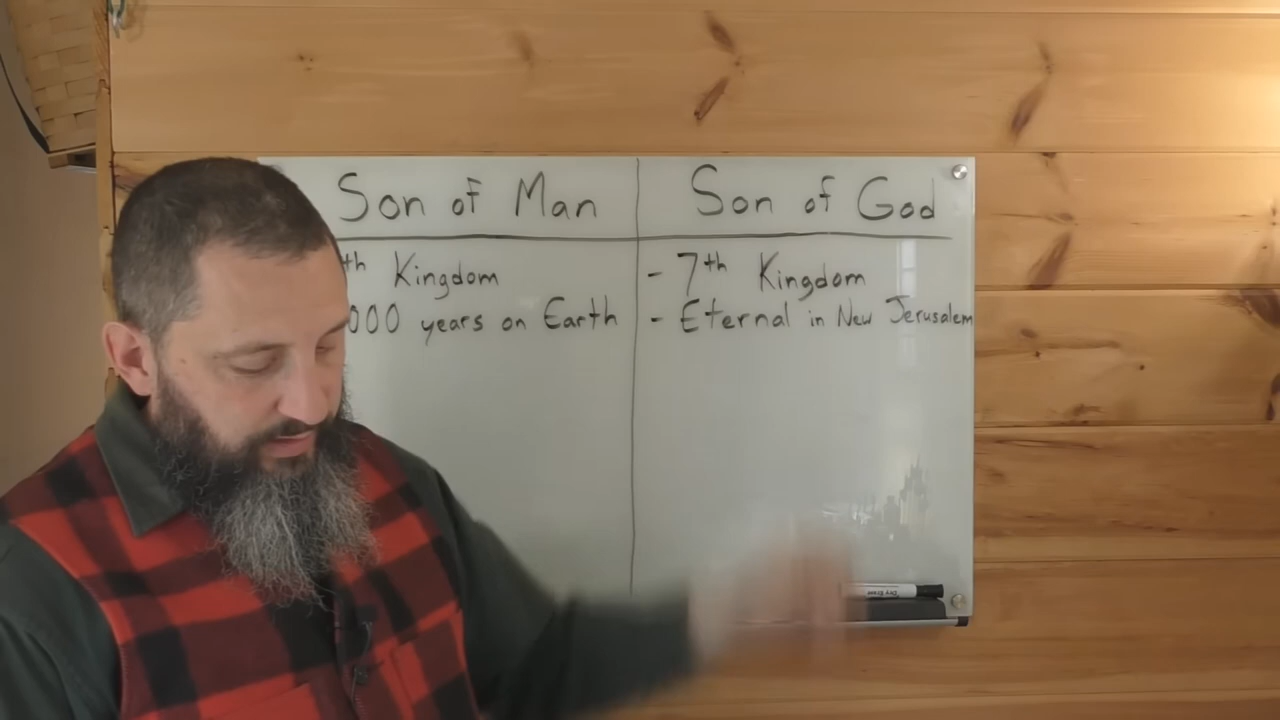 Son of Man
Son of God
th Kingdom
- 7th Kingdom
000 years on Earth
- Eternal in New Jerusalem